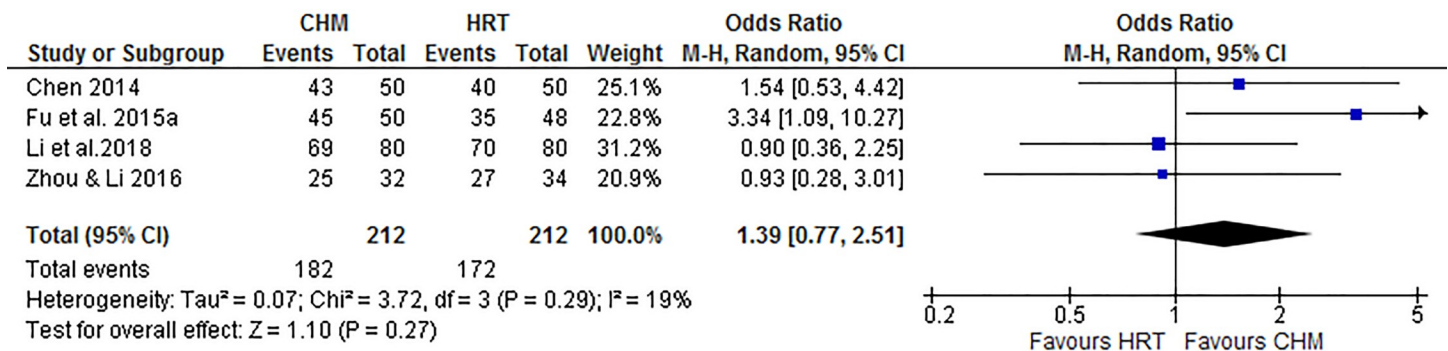 CHM HRT Odds Ratio Odds Ratio
Study or Subgroup Events Total Events Total Weight M-H, Random, 95% CI M-H, Random, 95% CI
Chen 2014 43 50 40 50 25.1% 1.54 [0.53, 4.42]
Fu et al. 2015a 45 50 35 48 22.8% 3.34 [1.09, 10.27]
Li et al.2018 69 80 70 80 31.2% 0.90 [0.36, 2.25]
Zhou & Li 2016 25 32 27 34 20.9% 0.93 [0.28, 3.01]
Total (95% CI) 212 212 100.0% 1.39 [0.77, 2.51]
Total events 182 172
Heterogeneity: Tau² = 0.07; Chi² = 3.72, df = 3 (P = 0.29); I² = 19%
Test for overall effect: Z = 1.10 (P = 0.27)
0.2 0.5 1 2 5
Favours HRT Favours CHM